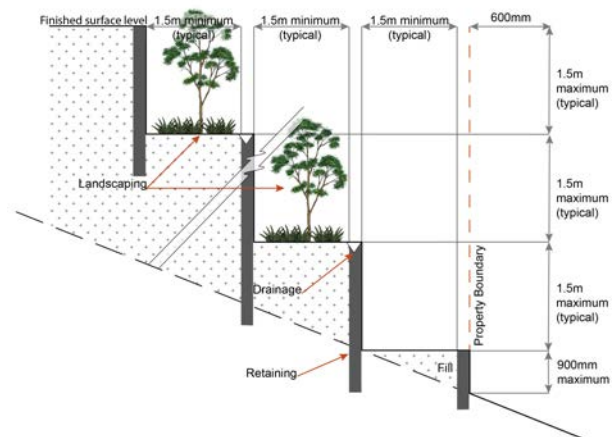 Finished surface level
1.5m minimum
(typical)
1.5m minimum
(typical)
1.5m minimum
(typical)
600mm
1.5m
maximum
(typical)
Landscaping
1.5m
maximum
(typical)
Drainage
1.5m
maximum
(typical)
Property Boundary
Retaining
Fill
900mm
maximum